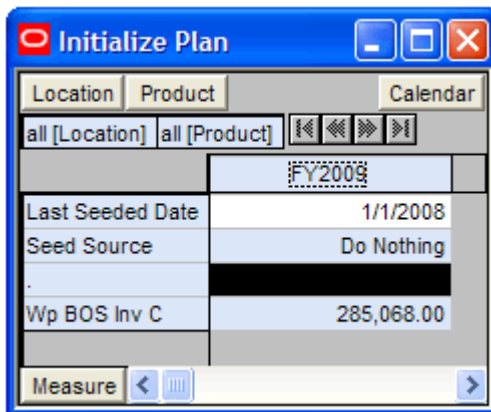 Initialize Plan
Location Product Calendar
all [Location] all [Product]
FY2009
Last Seeded Date 1/1/2008
Seed Source Do Nothing
.
Wp BOS Inv C 285,068.00
Measure